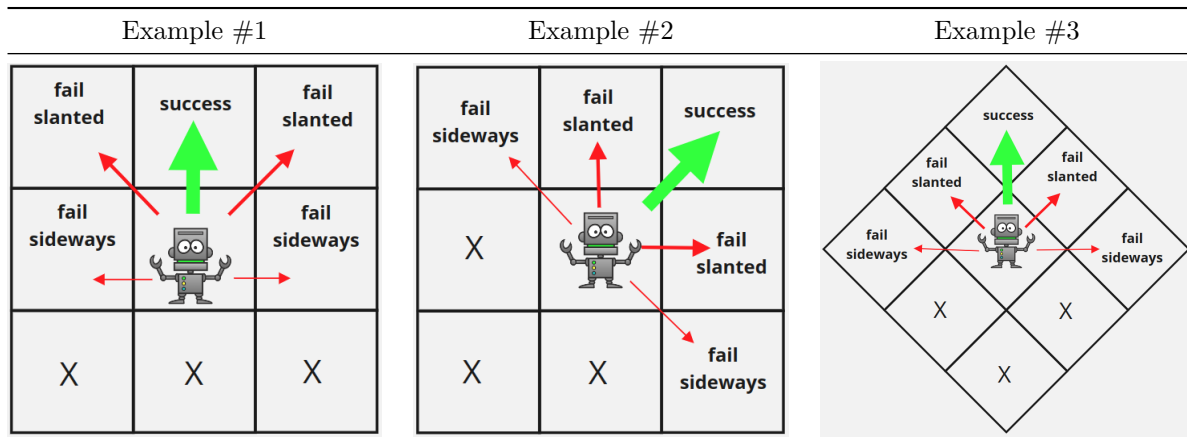 Example #1
Example #2
Example #3
fail
slanted
success
fail
slanted
fail
sideways
fail
sideways
X
X
X
fail
sideways
fail
slanted
success
X
fail
slanted
X
X
fail
sideways
success
fail
slanted
fail
slanted
fail
sideways
fail
sideways
X
X
X